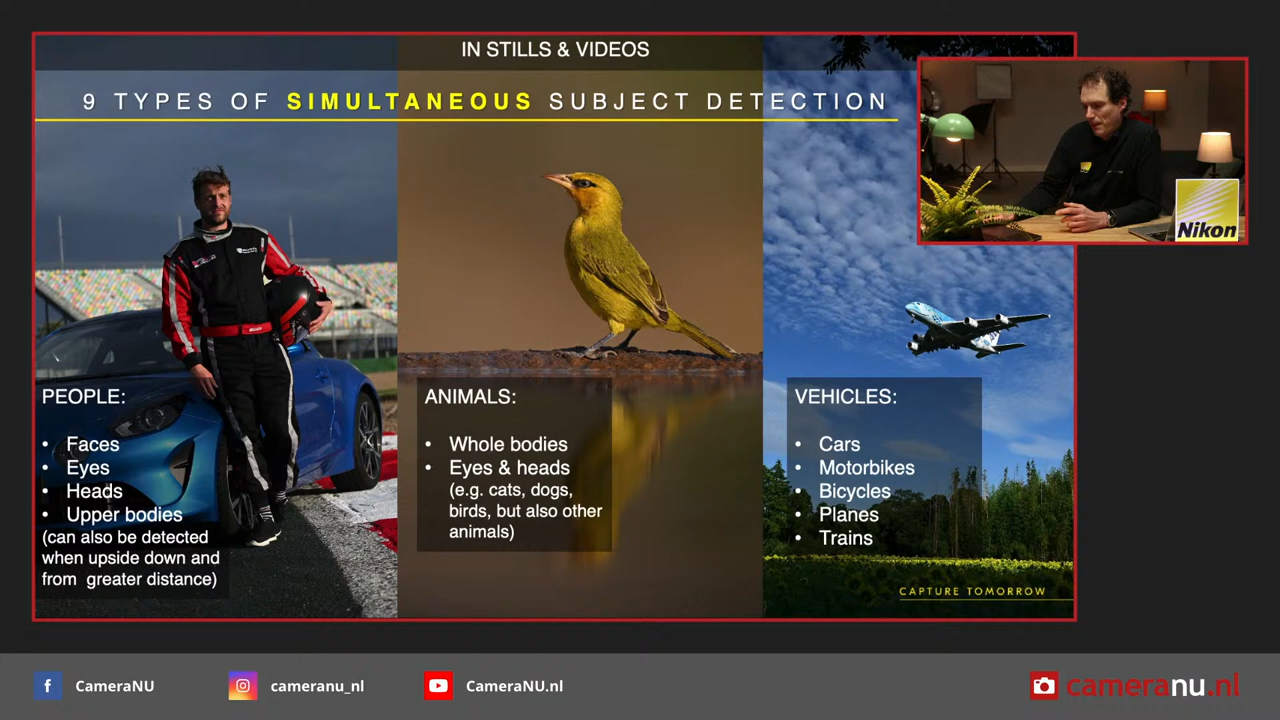 IN STILLS & VIDEOS
9 TYPES OF SIMULTANEOUS SUBJECT DETECTION
PEOPLE:
• Faces
• Eyes
• Heads
• Upper bodies
(can also be detected
when upside down and
from greater distance)
ANIMALS:
• Whole bodies
• Eyes & heads
(e.g. cats, dogs,
birds, but also other
animals)
VEHICLES:
• Cars
• Motorbikes
• Bicycles
• Planes
• Trains
CAPTURE TOMORROW
Nikon
CameraNU
cameranu_nl
CameraNU.nl
cameranu.nl